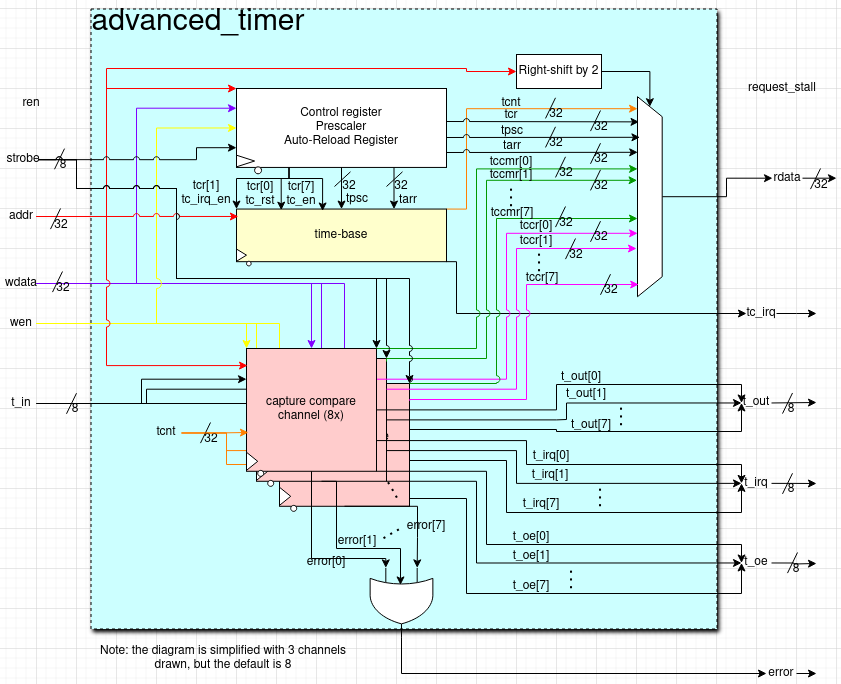 advanced_timer
Right-shift by 2
request_stall
ren
Control register
Prescaler
Auto-Reload Register
tcnt
32
tcr
32
tpsc
32
tarr
32
strobe
8
tccmr[0]
32
tccmr[1]
32
rdata
32
tcr[1]
tc_irq_en
tcr[0]
tc_rst
tcr[7]
tc_en
32
tpsc
32
tarr
addr
32
tccmr[7]
32
tccr[0]
32
tccr[1]
32
time-base
tccr[7]
32
wdata
32
tc_irq
wen
t_in
8
capture compare
channel (8x)
tcnt
32
t_out[0]
t_out[1]
t_out[7]
t_out
8
t_irq[0]
t_irq[1]
t_irq[7]
t_irq
8
error[7]
error[1]
error[0]
t_oe[0]
t_oe[1]
t_oe[7]
t_oe
8
Note: the diagram is simplified with 3 channels
drawn, but the default is 8
error